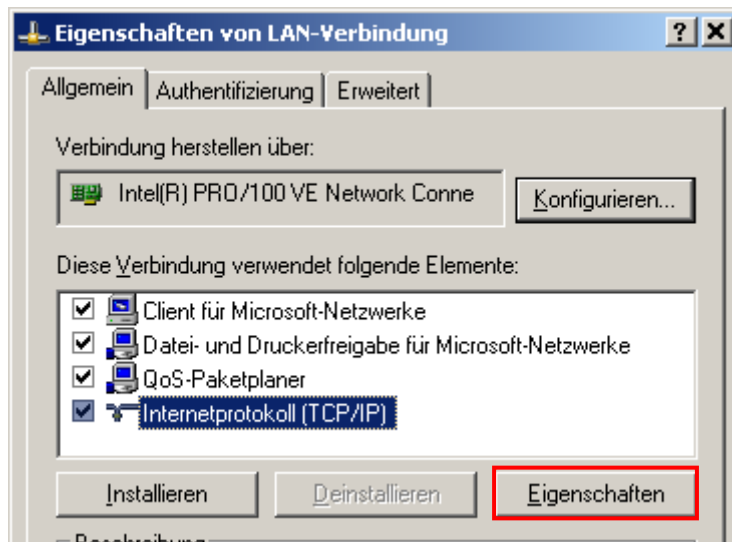 Eigenschaften von LAN-Verbindung
Allgemein Authentifizierung Erweitert
Verbindung herstellen über:
Intel(R) PRO/100 VE Network Conne
Konfigurieren...
Diese Verbindung verwendet folgende Elemente:
Client für Microsoft-Netzwerke
Datei- und Druckerfreigabe für Microsoft-Netzwerke
QoS-Paketplaner
Internetprotokoll (TCP/IP)
Installieren Deinstallieren Eigenschaften
Beschreibung